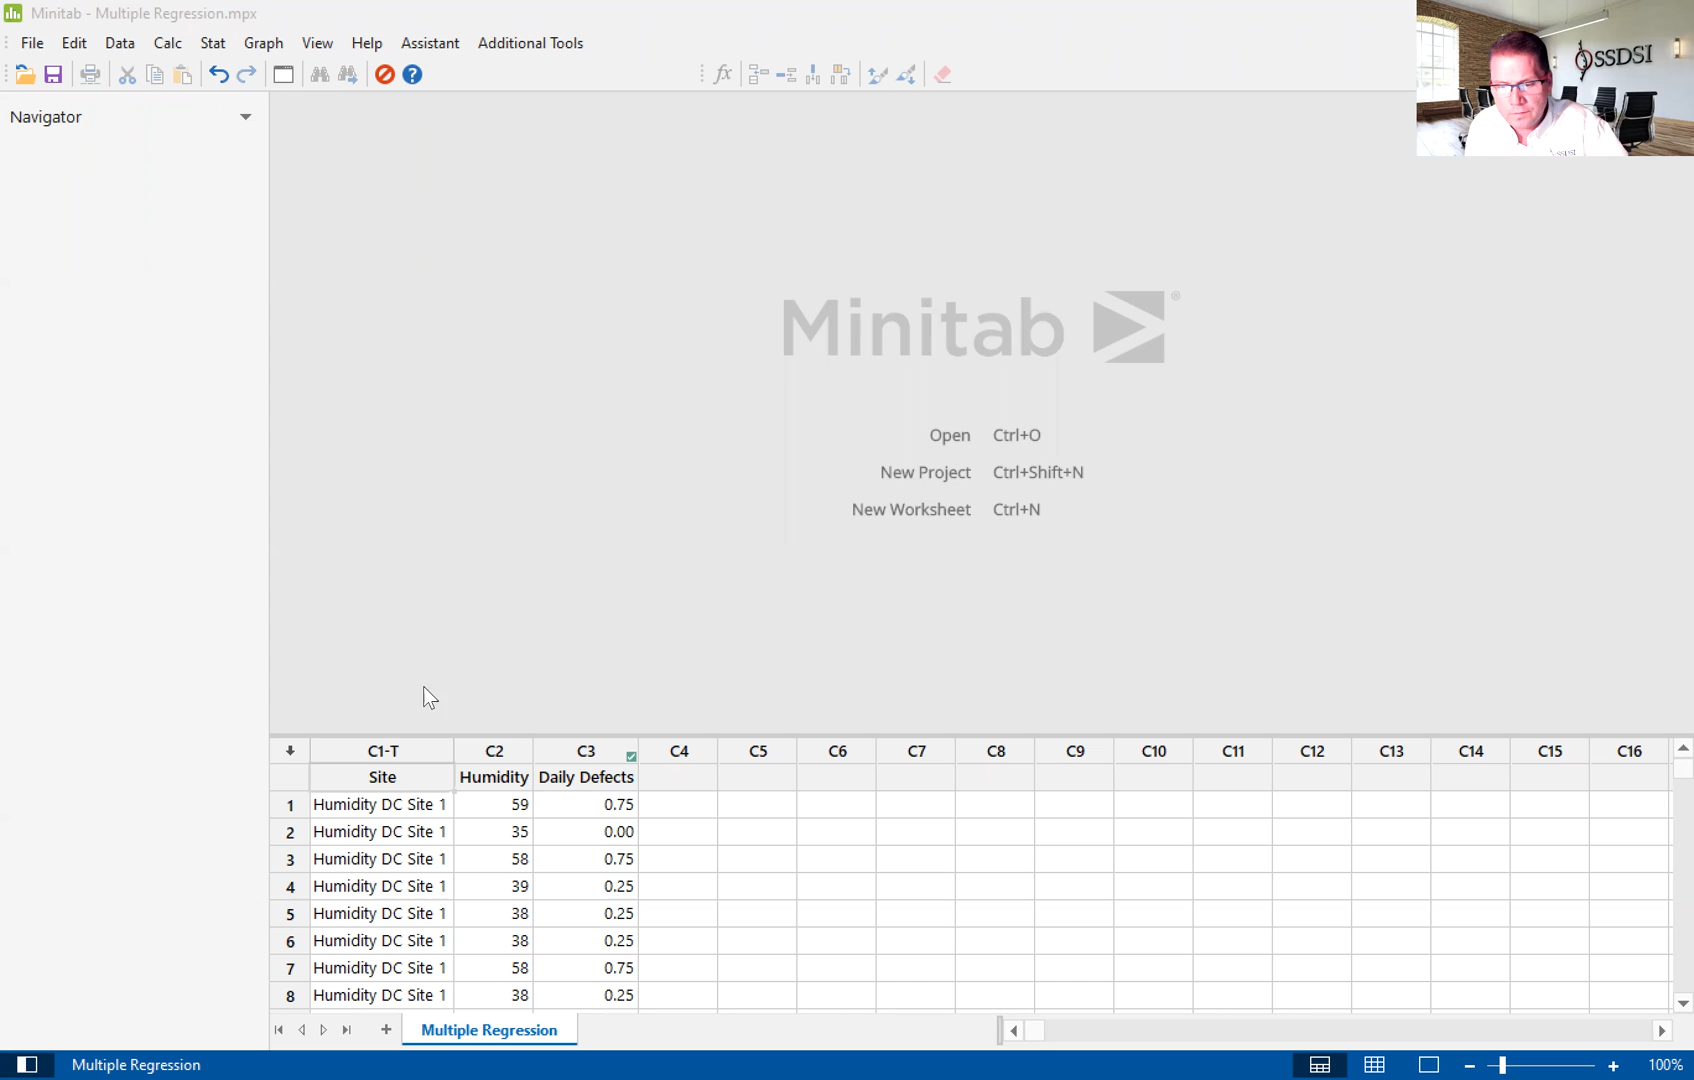 Minitab - Multiple Regression.mpx
File Edit Data Calc Stat Graph View Help Assistant Additional Tools
fx
SSDSI
SSDSI
Navigator
Minitab ®
Open Ctrl+O
New Project Ctrl+Shift+N
New Worksheet Ctrl+N
C1-T C2 C3 C4 C5 C6 C7 C8 C9 C10 C11 C12 C13 C14 C15 C16
Site Humidity Daily Defects
1 Humidity DC Site 1 59 0.75
2 Humidity DC Site 1 35 0.00
3 Humidity DC Site 1 58 0.75
4 Humidity DC Site 1 39 0.25
5 Humidity DC Site 1 38 0.25
6 Humidity DC Site 1 38 0.25
7 Humidity DC Site 1 58 0.75
8 Humidity DC Site 1 38 0.25
+ Multiple Regression
Multiple Regression - + 100%